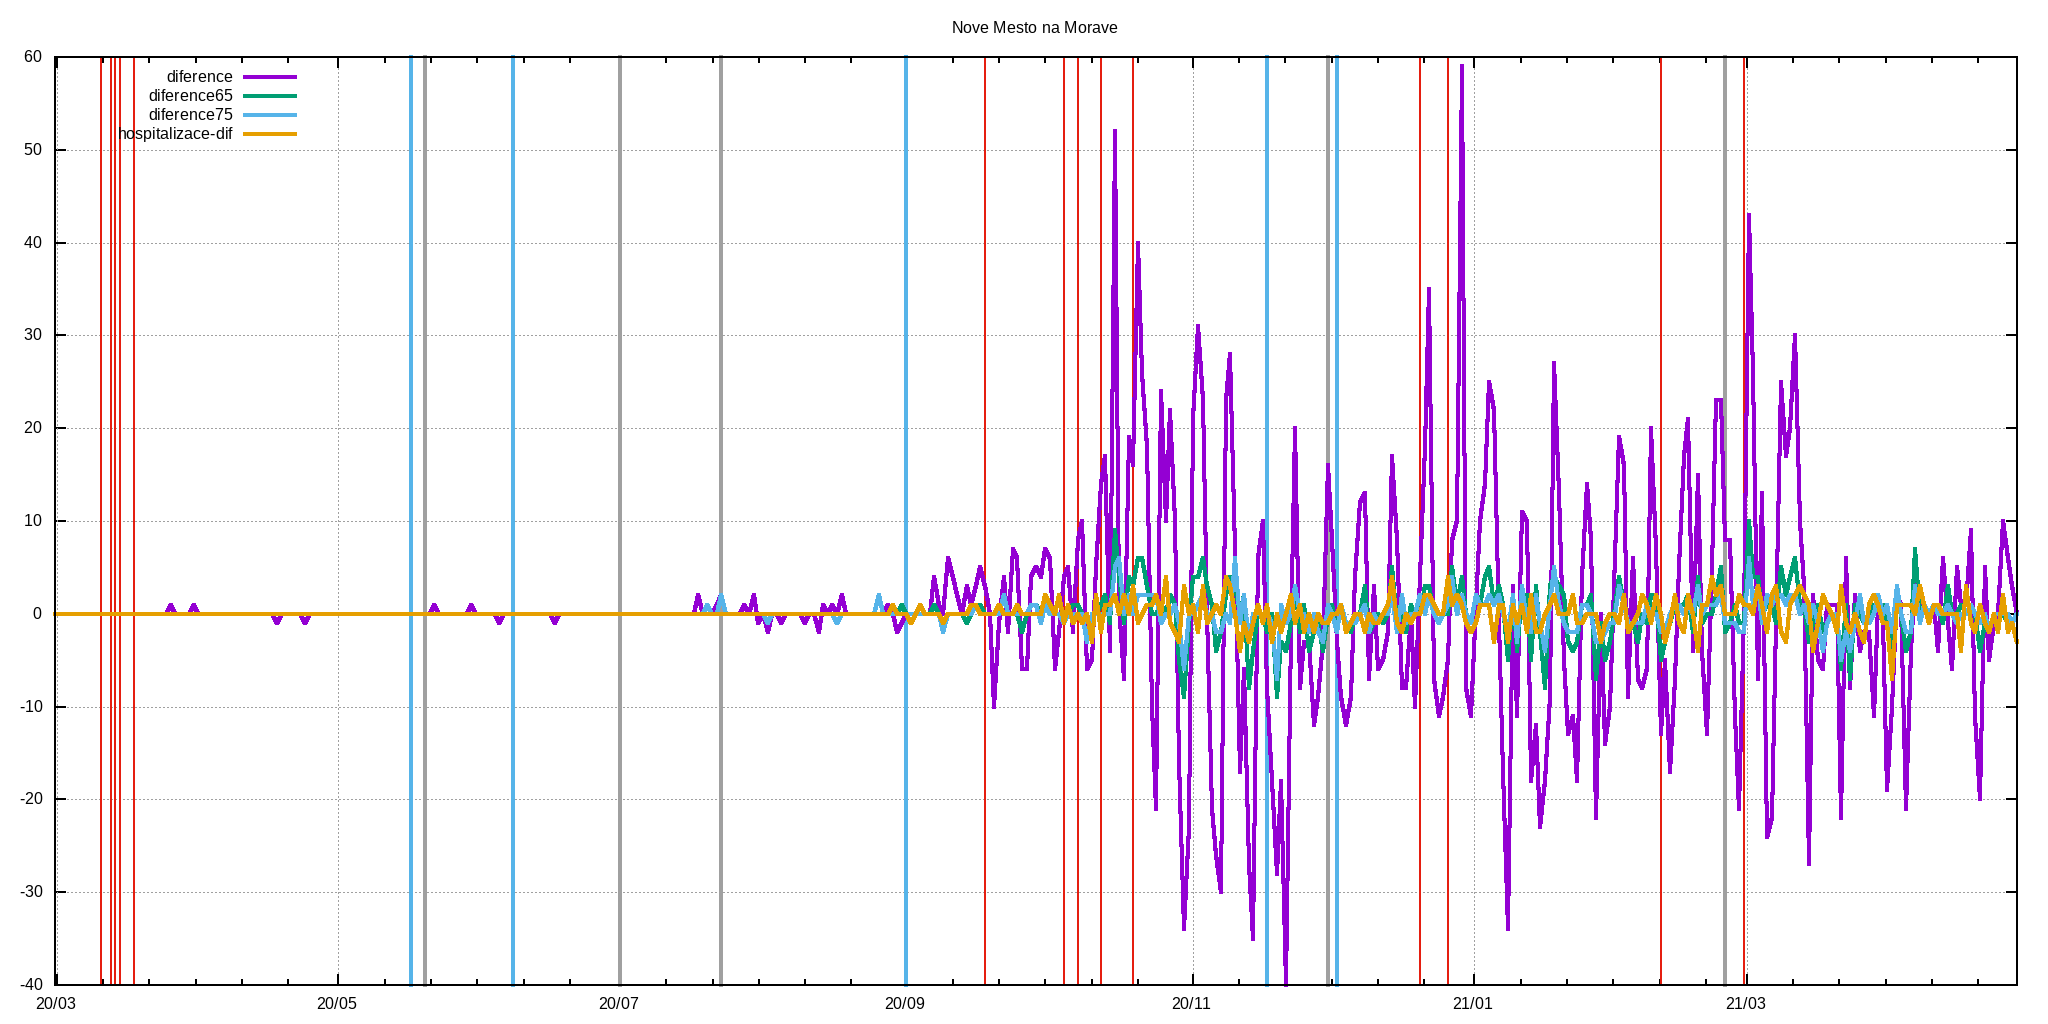 Nove Mesto na Morave
60
diference
diference65
diference75
hospitalizace-dif
50
40
30
20
10
0
-10
-20
-30
-40
20/03 20/05 20/07 20/09 20/11 21/01 21/03